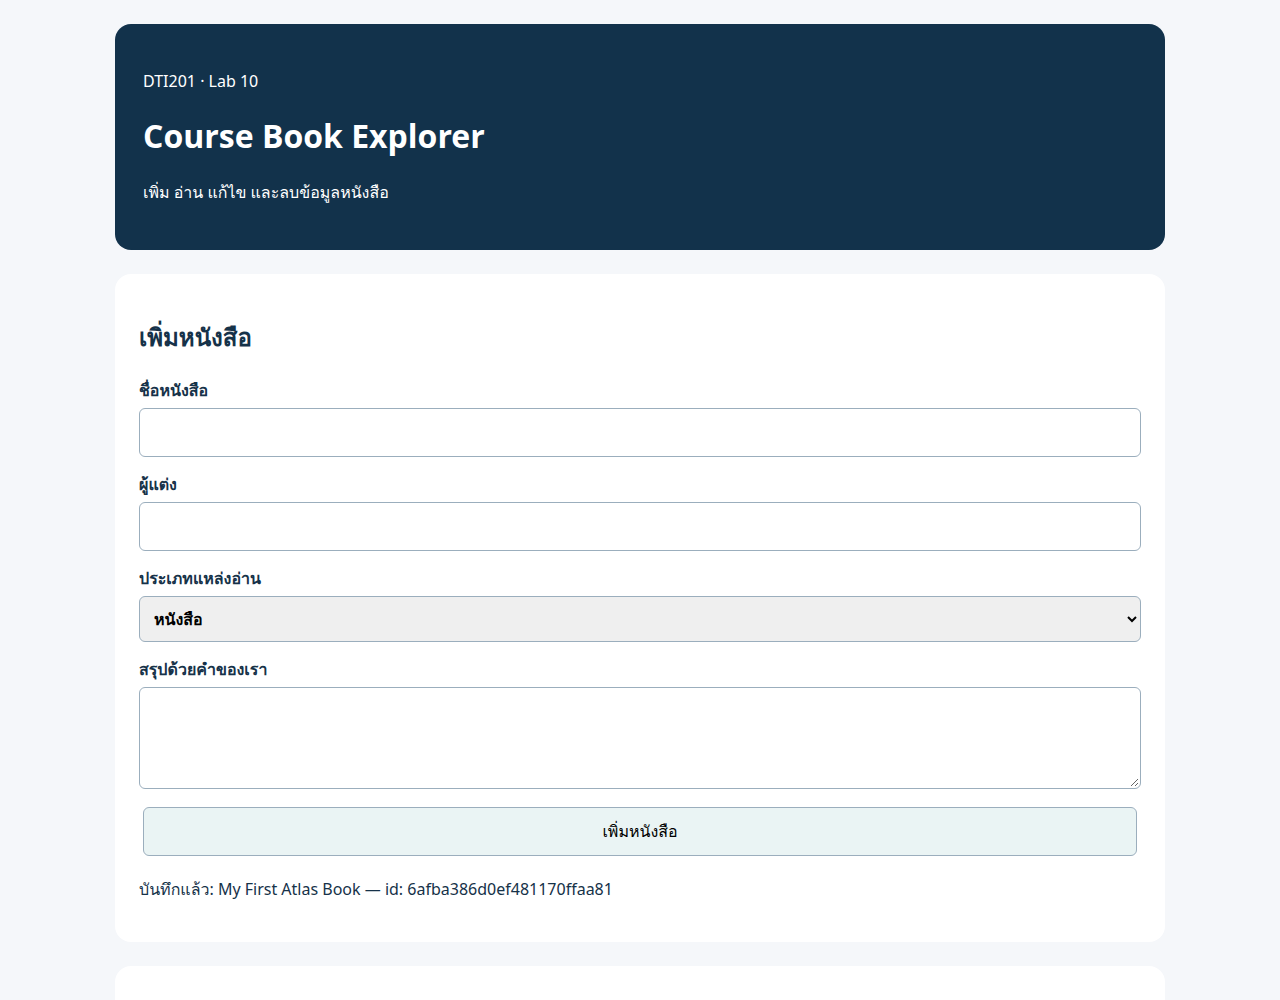 DTI201 · Lab 10
Course Book Explorer
เพิ่ม อ่าน แก้ไข และลบข้อมูลหนังสือ
เพิ่มหนังสือ
ชื่อหนังสือ
ผู้แต่ง
ประเภทแหล่งอ่าน
หนังสือ
สรุปด้วยคำของเรา
เพิ่มหนังสือ
บันทึกแล้ว: My First Atlas Book — id: 6afba386d0ef481170ffaa81